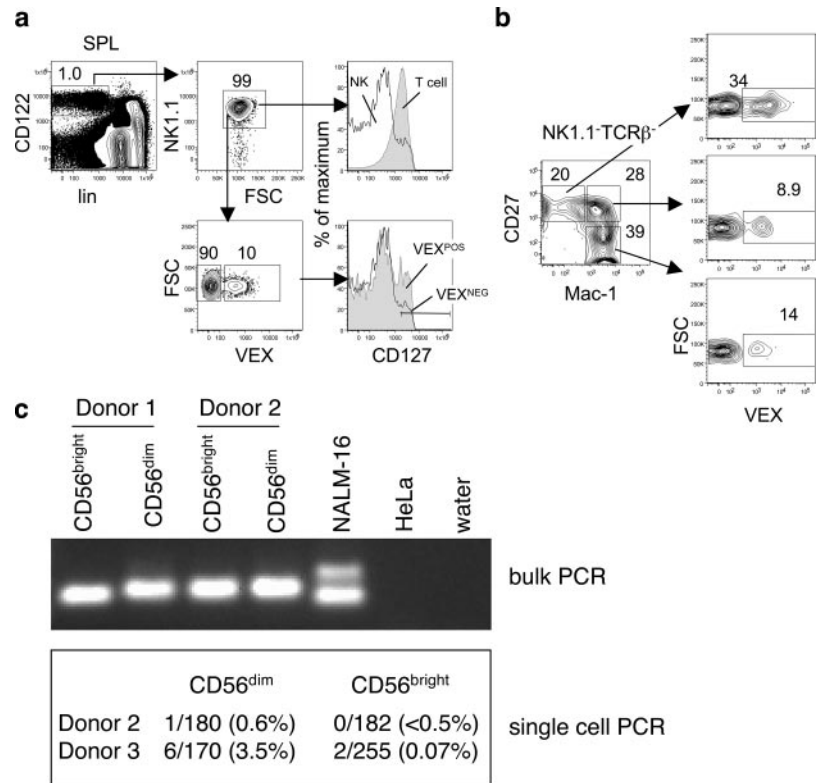 a
SPL
1.0
CD122
lin
99
NK1.1
FSC
NK
T cell
% of maximum
90 10
FSC
VEX
VEX^POS
VEX^NEG
CD127
b
NK1.1-TCRβ-
20
28
39
CD27
Mac-1
34
8.9
14
FSC
VEX
c
Donor 1 Donor 2
CD56^bright
CD56^dim
CD56^bright
CD56^dim
NALM-16
HeLa
water
bulk PCR
CD56^dim CD56^bright
Donor 2 1/180 (0.6%) 0/182 (<0.5%)
Donor 3 6/170 (3.5%) 2/255 (0.07%)
single cell PCR